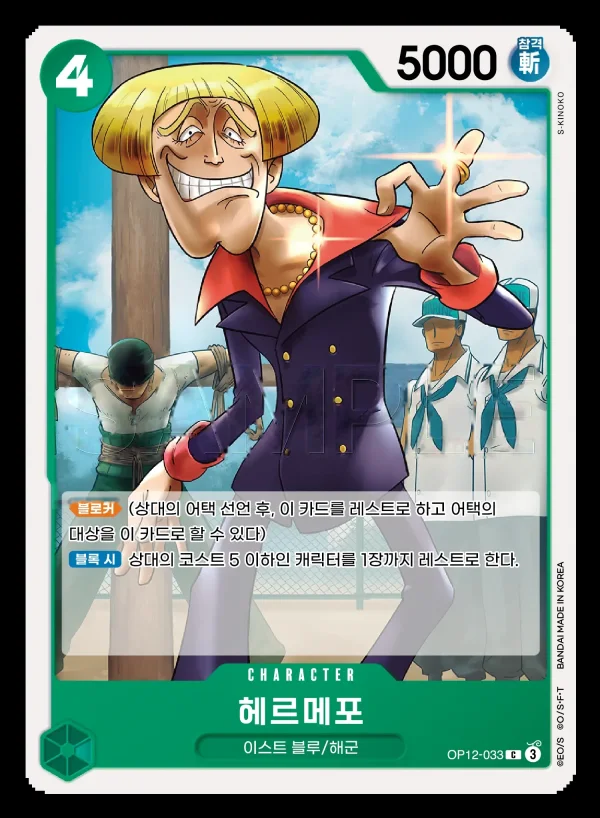 4
5000
참격
斬
S-KINOKO
SAMPLE
블로커 (상대의 어택 선언 후, 이 카드를 레스트로 하고 어택의
대상을 이 카드로 할 수 있다)
블록 시 상대의 코스트 5 이하인 캐릭터를 1장까지 레스트로 한다.
CHARACTER
헤르메포
이스트 블루/해군
OP12-033 C 3
©EO/S ©O/S·F·T BANDAI MADE IN KOREA